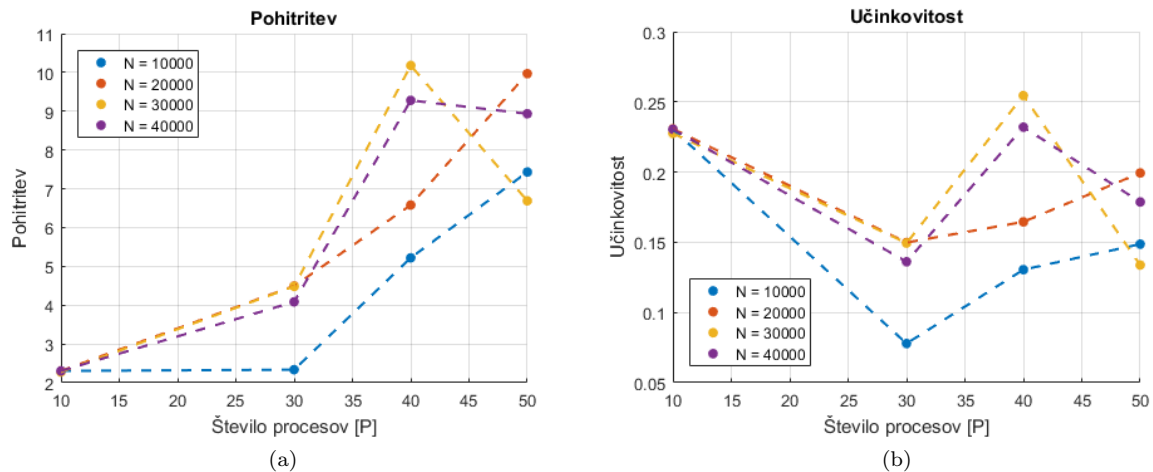 Pohitritev
11
10
9
8
7
6
5
4
3
2
Pohitritev
N = 10000
N = 20000
N = 30000
N = 40000
10 15 20 25 30 35 40 45 50
Število procesov [P]
(a)
Učinkovitost
0.3
0.25
0.2
0.15
0.1
0.05
Učinkovitost
N = 10000
N = 20000
N = 30000
N = 40000
10 15 20 25 30 35 40 45 50
Število procesov [P]
(b)